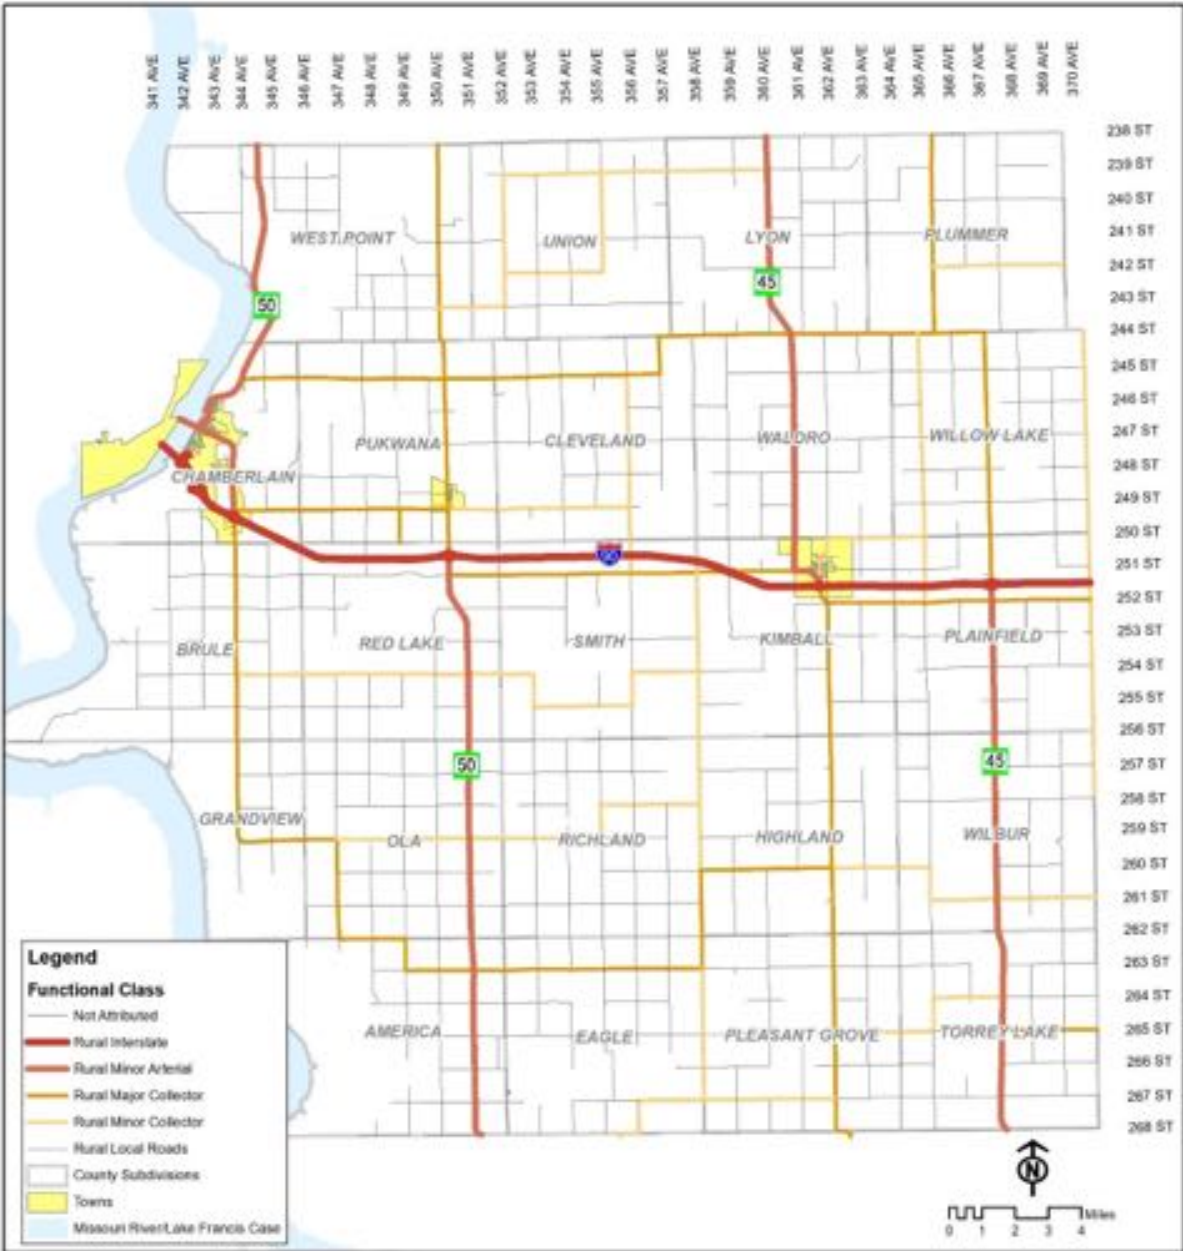 341 AVE
342 AVE
343 AVE
344 AVE
345 AVE
346 AVE
347 AVE
348 AVE
349 AVE
350 AVE
351 AVE
352 AVE
353 AVE
354 AVE
355 AVE
356 AVE
357 AVE
358 AVE
359 AVE
360 AVE
361 AVE
362 AVE
363 AVE
364 AVE
365 AVE
366 AVE
367 AVE
368 AVE
369 AVE
370 AVE
238 ST
239 ST
240 ST
241 ST
242 ST
243 ST
244 ST
245 ST
246 ST
247 ST
248 ST
249 ST
250 ST
251 ST
252 ST
253 ST
254 ST
255 ST
256 ST
257 ST
258 ST
259 ST
260 ST
261 ST
262 ST
263 ST
264 ST
265 ST
266 ST
267 ST
268 ST
WEST POINT
UNION
LYON
PLUMMER
50
45
PUKWANA
CLEVELAND
WALDRO
WILLOW LAKE
CHAMBERLAIN
90
BRULE
RED LAKE
SMITH
KIMBALL
PLAINFIELD
50
45
GRANDVIEW
OLA
RICHLAND
HIGHLAND
WILBUR
AMERICA
EAGLE
PLEASANT GROVE
TORREY LAKE
Legend
Functional Class
Not Attributed
Rural Interstate
Rural Minor Arterial
Rural Major Collector
Rural Minor Collector
Rural Local Roads
County Subdivisions
Towns
Missouri River/Lake Francis Case
N
Miles
0 1 2 3 4